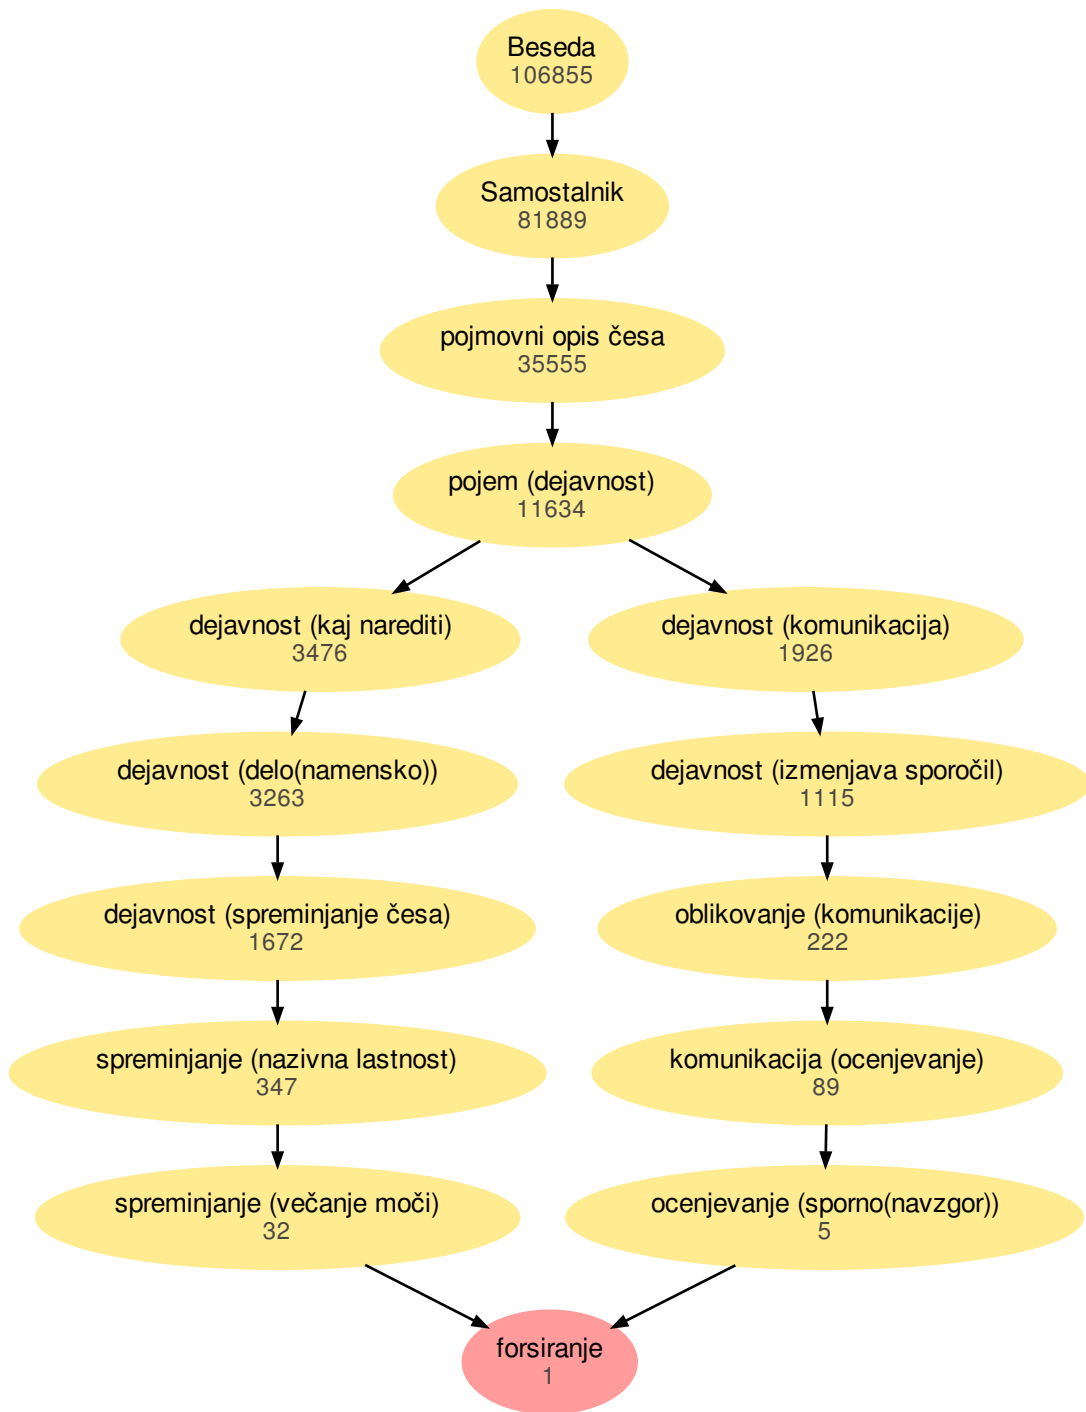 Beseda
106855
Samostalnik
81889
pojmovni opis česa
35555
pojem (dejavnost)
11634
dejavnost (kaj narediti)
3476
dejavnost (komunikacija)
1926
dejavnost (delo(namensko))
3263
dejavnost (izmenjava sporočil)
1115
dejavnost (spreminjanje česa)
1672
oblikovanje (komunikacije)
222
spreminjanje (nazivna lastnost)
347
komunikacija (ocenjevanje)
89
spreminjanje (večanje moči)
32
ocenjevanje (sporno(navzgor))
5
forsiranje
1